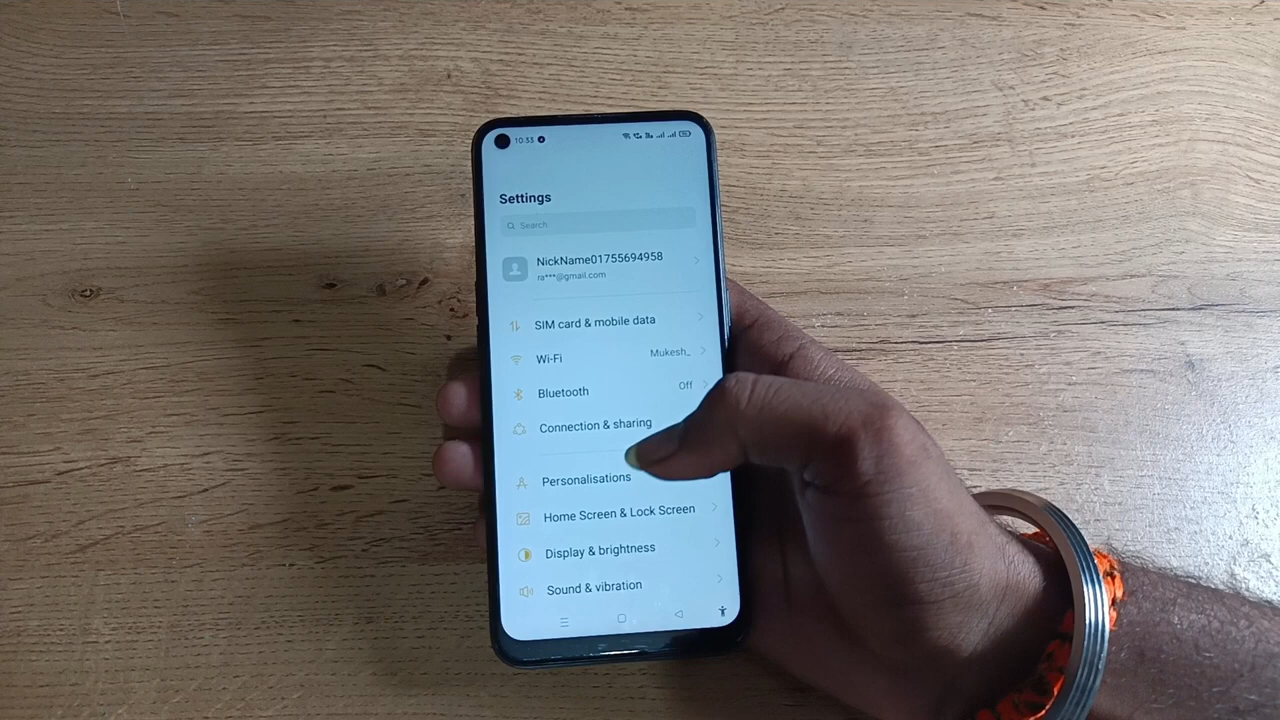 10:35
Settings
Search
NickName01755694958
ra***@gmail.com
SIM card & mobile data
Wi-Fi Mukesh_
Bluetooth Off
Connection & sharing
Personalisations
Home Screen & Lock Screen
Display & brightness
Sound & vibration